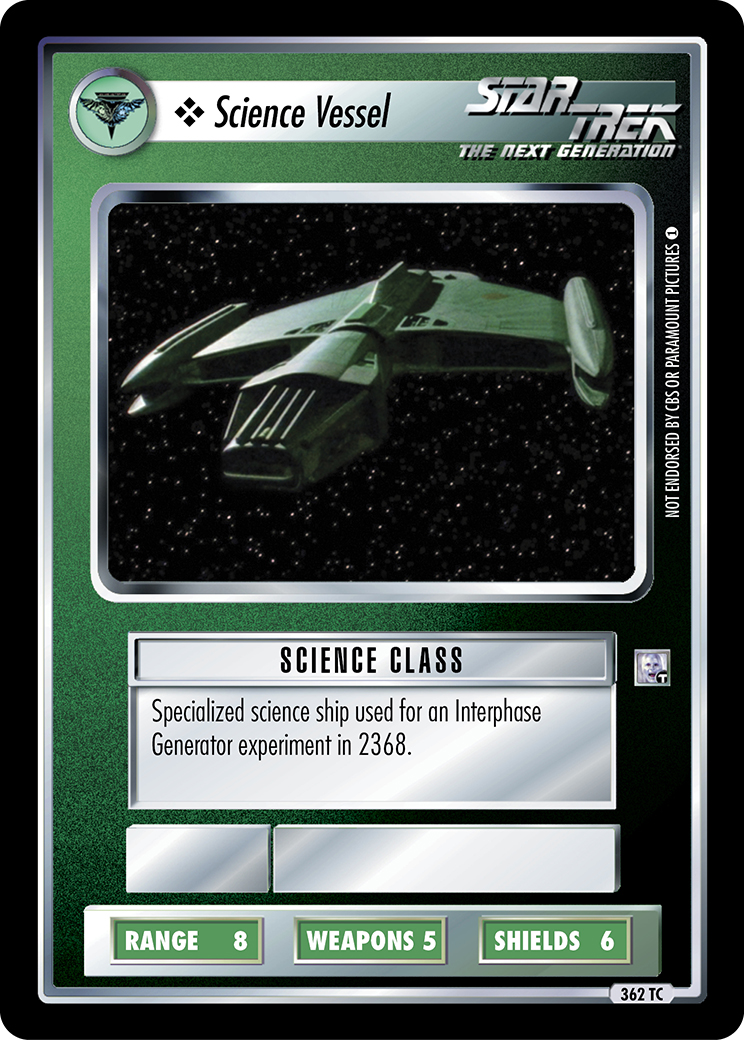 ❖ Science Vessel
STAR TREK
THE NEXT GENERATION
NOT ENDORSED BY CBS OR PARAMOUNT PICTURES 1
SCIENCE CLASS
T
Specialized science ship used for an Interphase
Generator experiment in 2368.
RANGE 8 WEAPONS 5 SHIELDS 6
362 TC